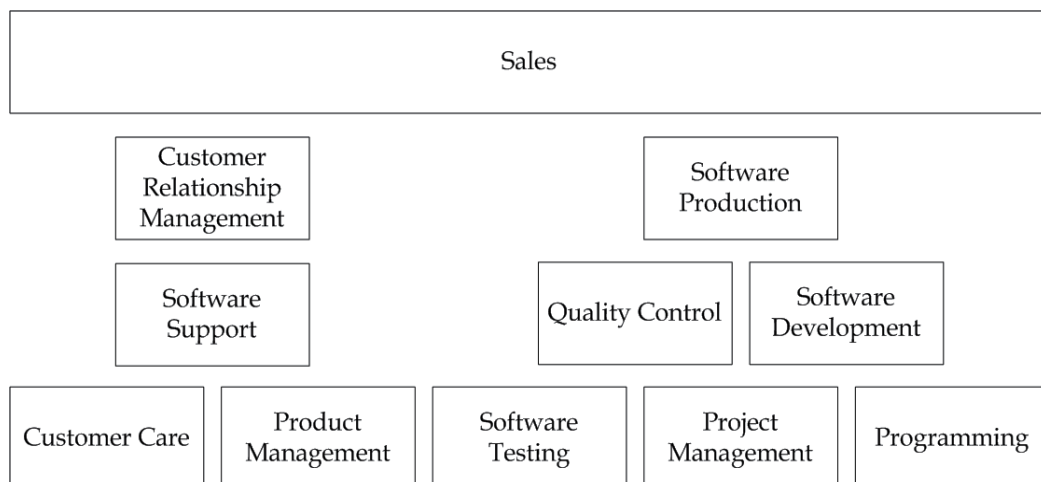 Sales
Customer
Relationship
Management
Software
Production
Software
Support
Quality Control
Software
Development
Customer Care
Product
Management
Software
Testing
Project
Management
Programming